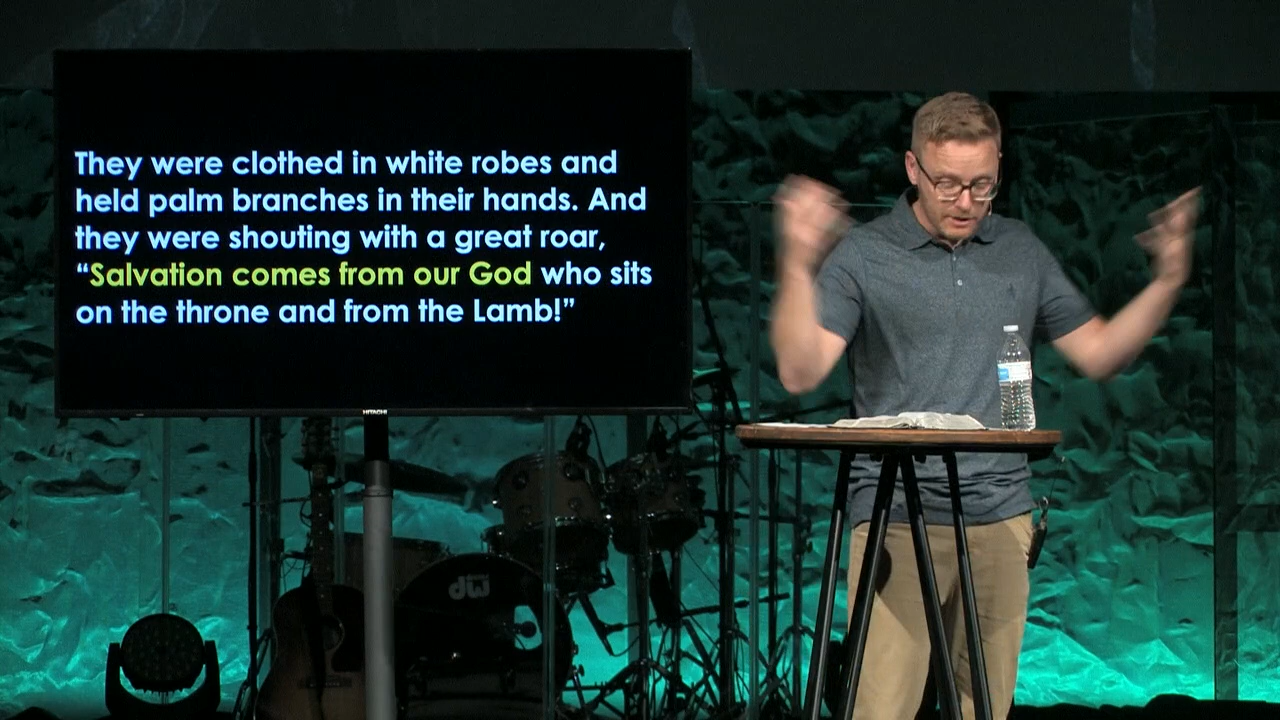 They were clothed in white robes and
held palm branches in their hands. And
they were shouting with a great roar,
“Salvation comes from our God who sits
on the throne and from the Lamb!”
HITACHI
dw